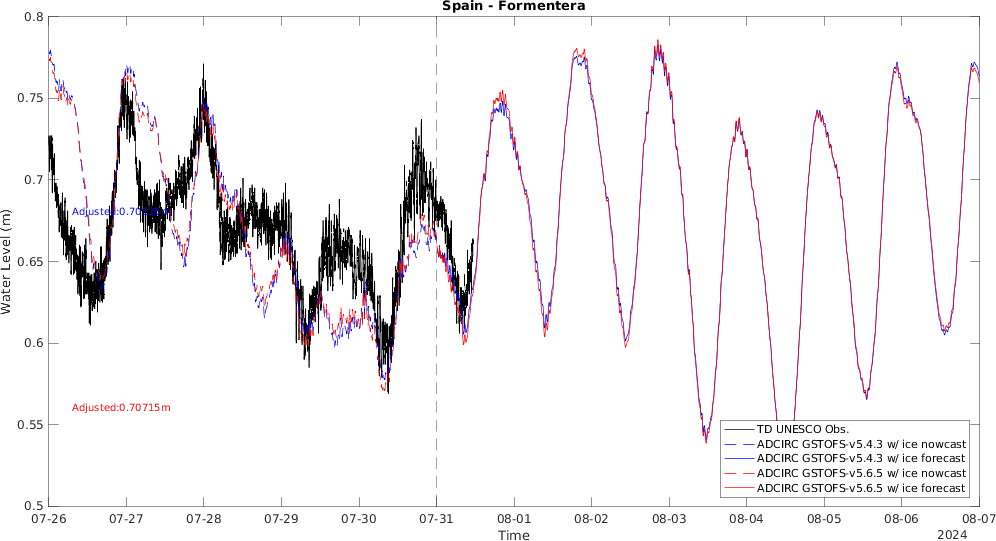 Spain - Formentera
0.8
0.75
0.7
0.65
0.6
0.55
0.5
Water Level (m)
Adjusted:
Adjusted:0.70715m
TD UNESCO Obs.
ADCIRC GSTOFS-v5.4.3 w/ ice nowcast
ADCIRC GSTOFS-v5.4.3 w/ ice forecast
ADCIRC GSTOFS-v5.6.5 w/ ice nowcast
ADCIRC GSTOFS-v5.6.5 w/ ice forecast
07-26 07-27 07-28 07-29 07-30 07-31 08-01 08-02 08-03 08-04 08-05 08-06 08-07
Time
2024